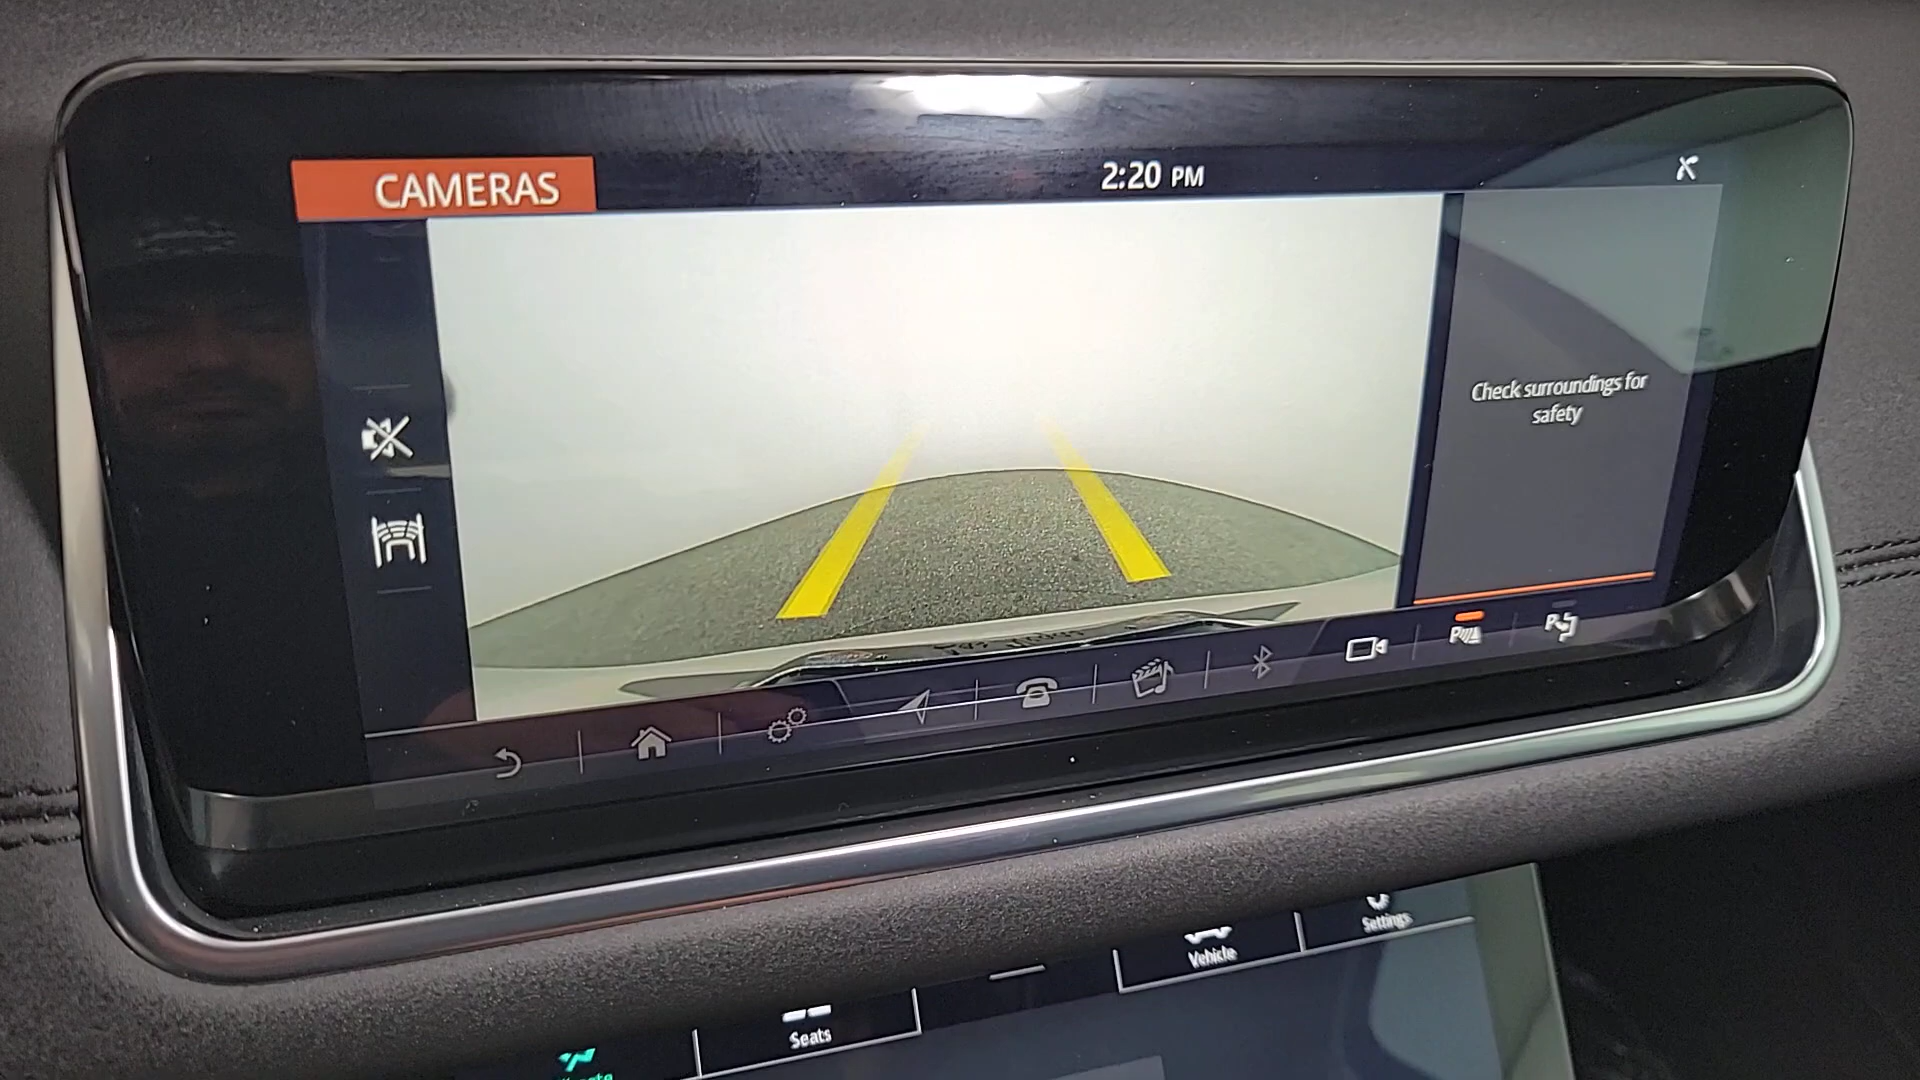 CAMERAS
2:20 PM
Check surroundings for
safety
Vehicle
Settings
Seats